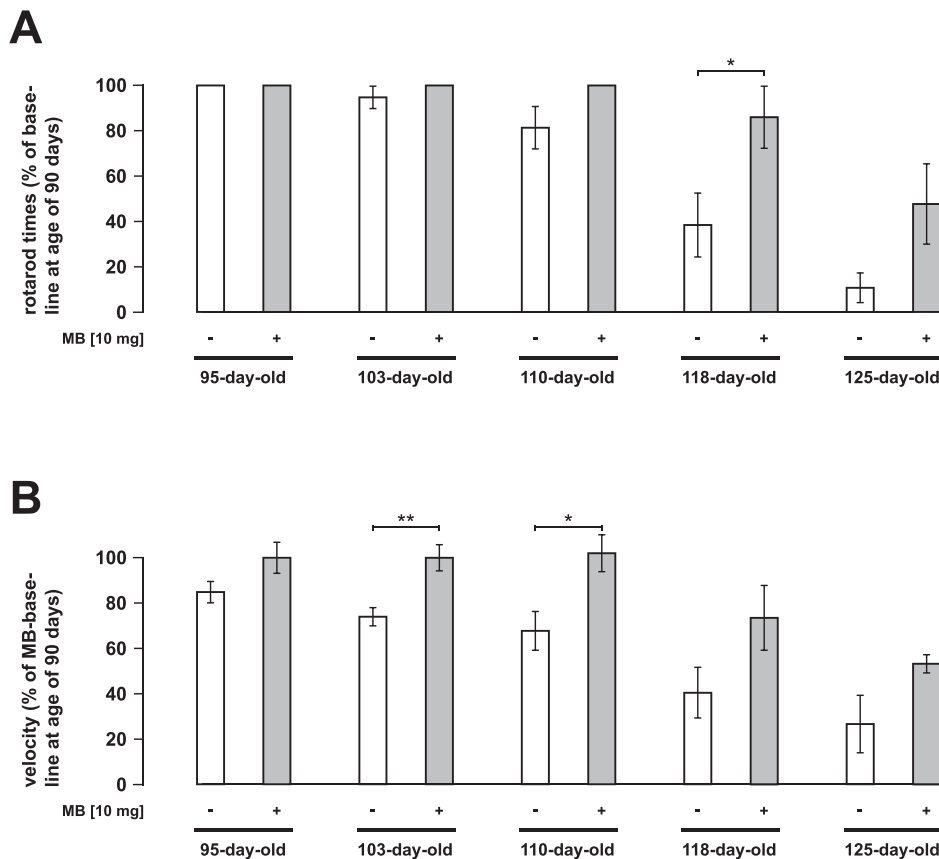 A
rotarod times (% of base-
line at age of 90 days)
100
80
60
40
20
0
*
MB [10 mg] - + - + - + - + - +
95-day-old 103-day-old 110-day-old 118-day-old 125-day-old
B
velocity (% of MB-base-
line at age of 90 days)
100
80
60
40
20
0
** *
MB [10 mg] - + - + - + - + - +
95-day-old 103-day-old 110-day-old 118-day-old 125-day-old